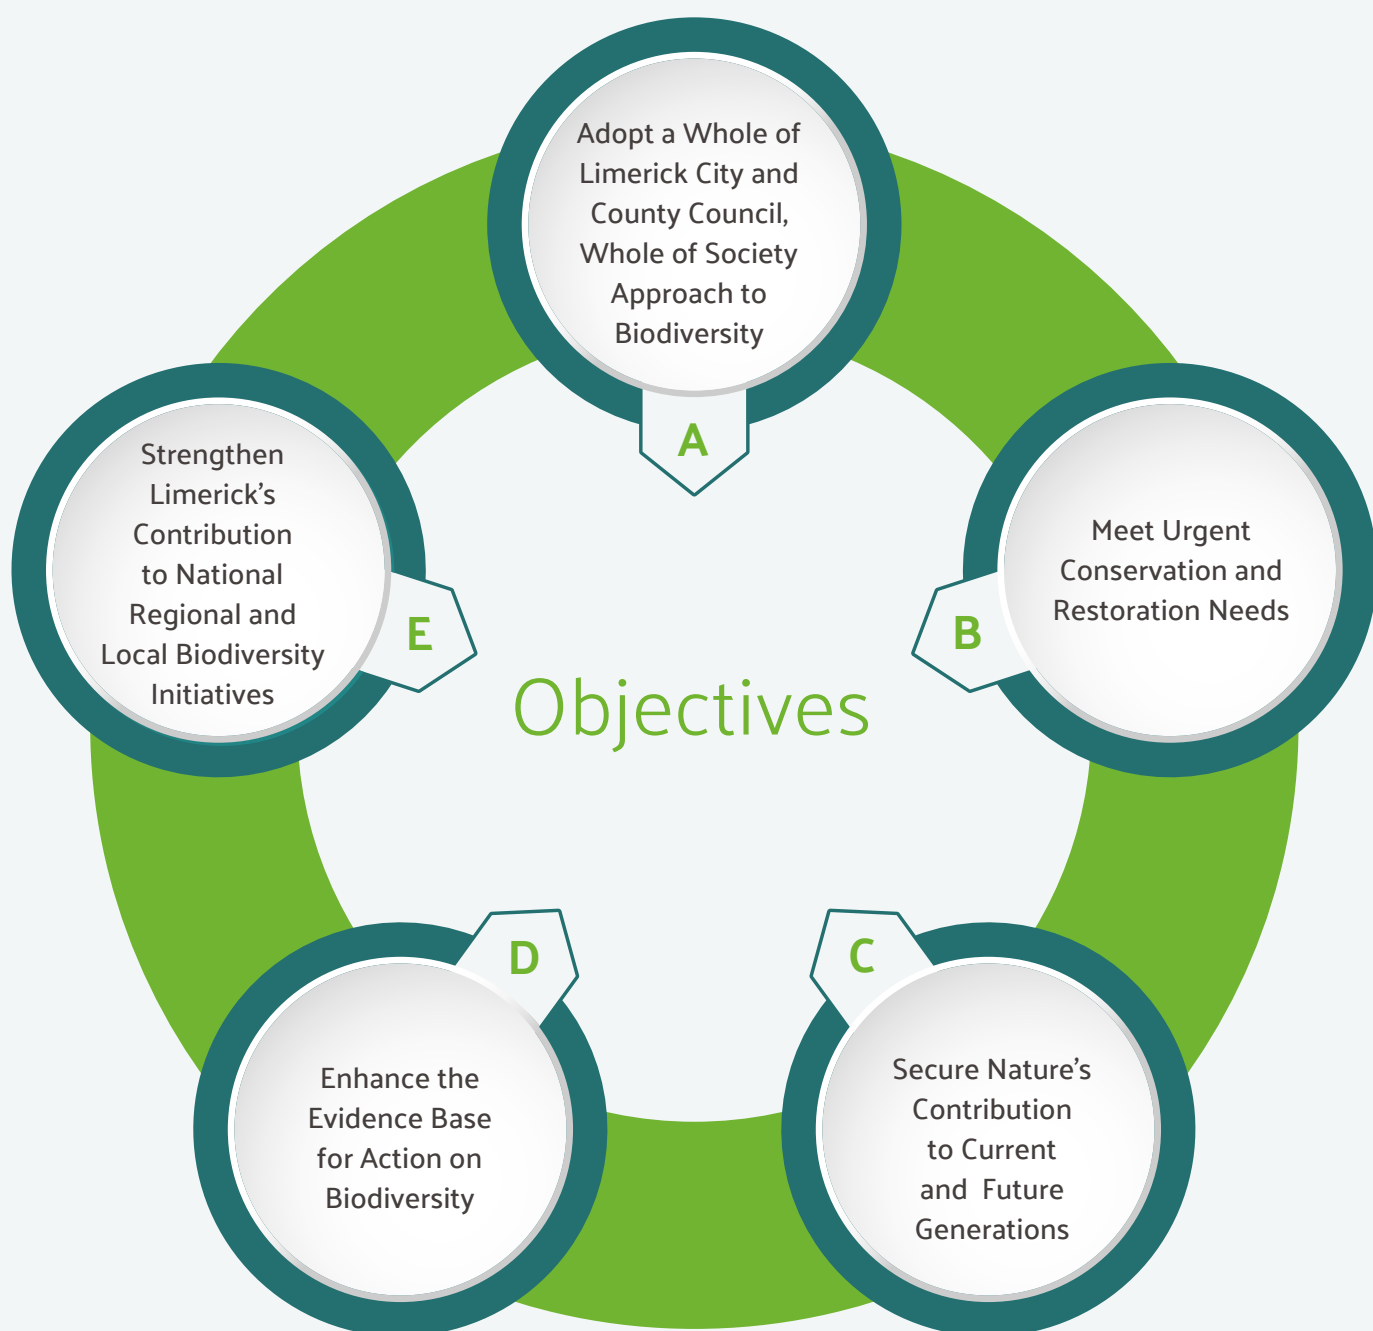 Adopt a Whole of
Limerick City and
County Council,
Whole of Society
Approach to
Biodiversity
A
Strengthen
Limerick’s
Contribution
to National
Regional and
Local Biodiversity
Initiatives
E
Meet Urgent
Conservation and
Restoration Needs
B
Objectives
D
Enhance the
Evidence Base
for Action on
Biodiversity
C
Secure Nature’s
Contribution
to Current
and Future
Generations